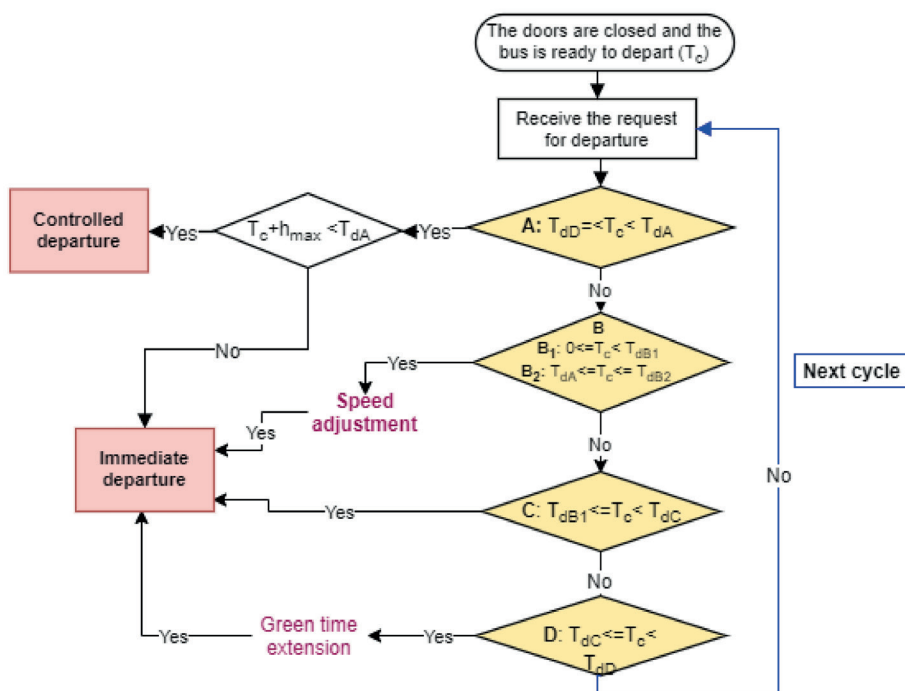 The doors are closed and the
bus is ready to depart (Tc)
Receive the request
for departure
Controlled
departure
Yes
Tc+hmax <TdA
Yes
A: TdD=<Tc< TdA
No
No
B
B1: 0<=Tc< TdB1
B2: TdA<=Tc<= TdB2
Next cycle
Yes
Speed
adjustment
Yes
Immediate
departure
No
No
Yes
C: TdB1<=Tc< TdC
No
Yes
Green time
extension
Yes
D: TdC<=Tc<
TdD